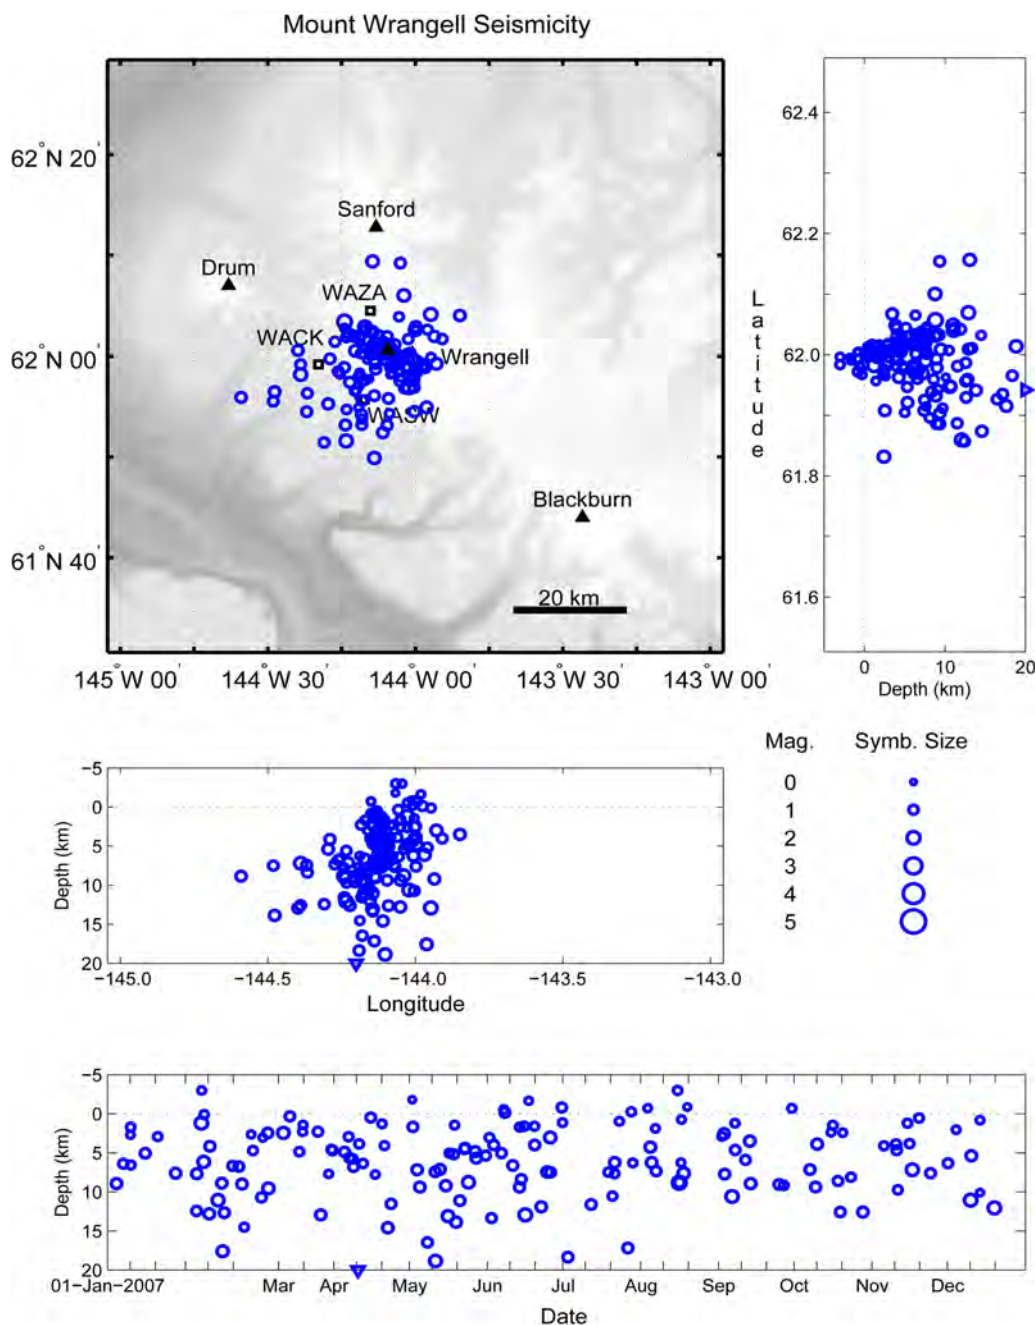 Mount Wrangell Seismicity
62°N 20'
62°N 00'
61°N 40'
Sanford
Drum
WAZA
WACK
Wrangell
WASW
Blackburn
20 km
145°W 00'
144°W 30'
144°W 00'
143°W 30'
143°W 00'
62.4
62.2
62.0
61.8
61.6
Latitude
0 10 20
Depth (km)
Mag. Symb. Size
0
1
2
3
4
5
−5
0
5
10
15
20
Depth (km)
−145.0 −144.5 −144.0 −143.5 −143.0
Longitude
−5
0
5
10
15
20
Depth (km)
01−Jan−2007 Mar Apr May Jun Jul Aug Sep Oct Nov Dec
Date